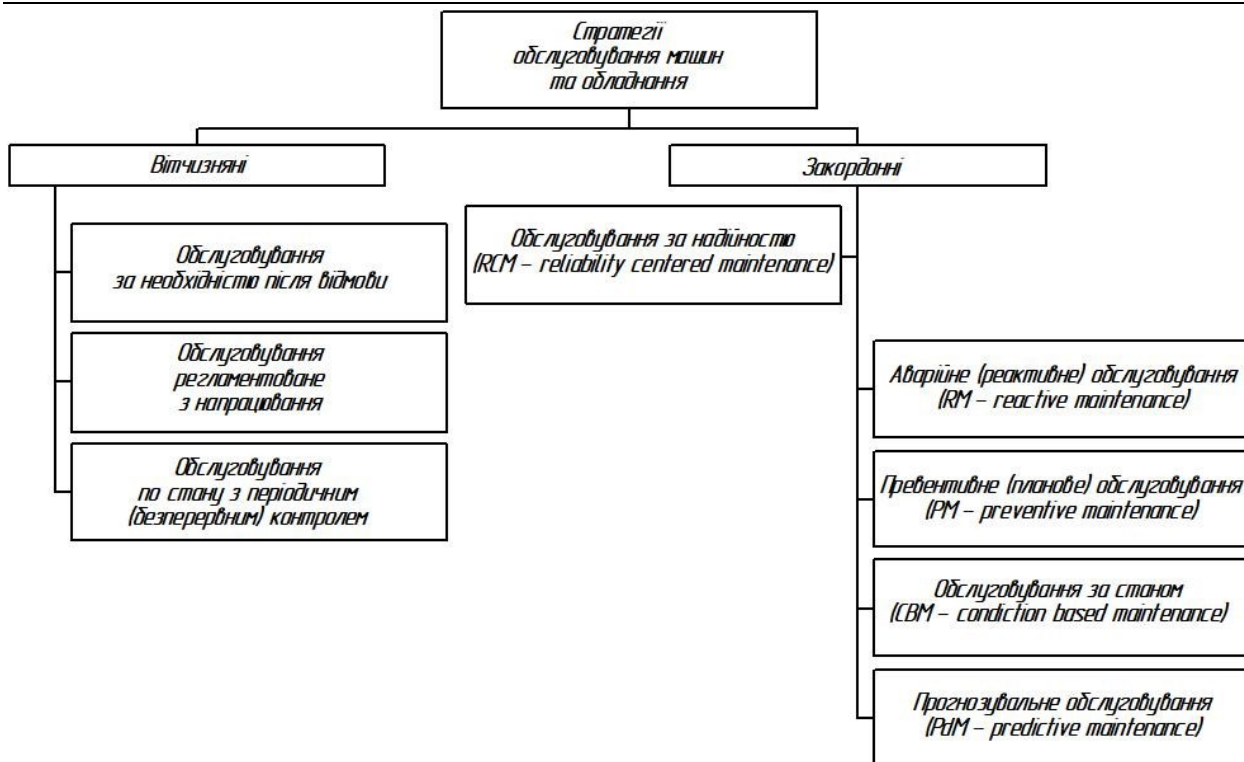 Стратегії
обслуговування машин
та обладнання
Вітчизняні
Закордонні
Обслуговування
за необхідністю після відмови
Обслуговування
регламентоване
з напрацювання
Обслуговування
по стану з періодичним
(безперервним) контролем
Обслуговування за надійностю
(RCM – reliability centered maintenance)
Аварійне (реактивне) обслуговування
(RM – reactive maintenance)
Превентивне (планове) обслуговування
(PM – preventive maintenance)
Обслуговування за станом
(CBM – condiction based maintenance)
Прогнозувальне обслуговування
(PdM – predictive maintenance)